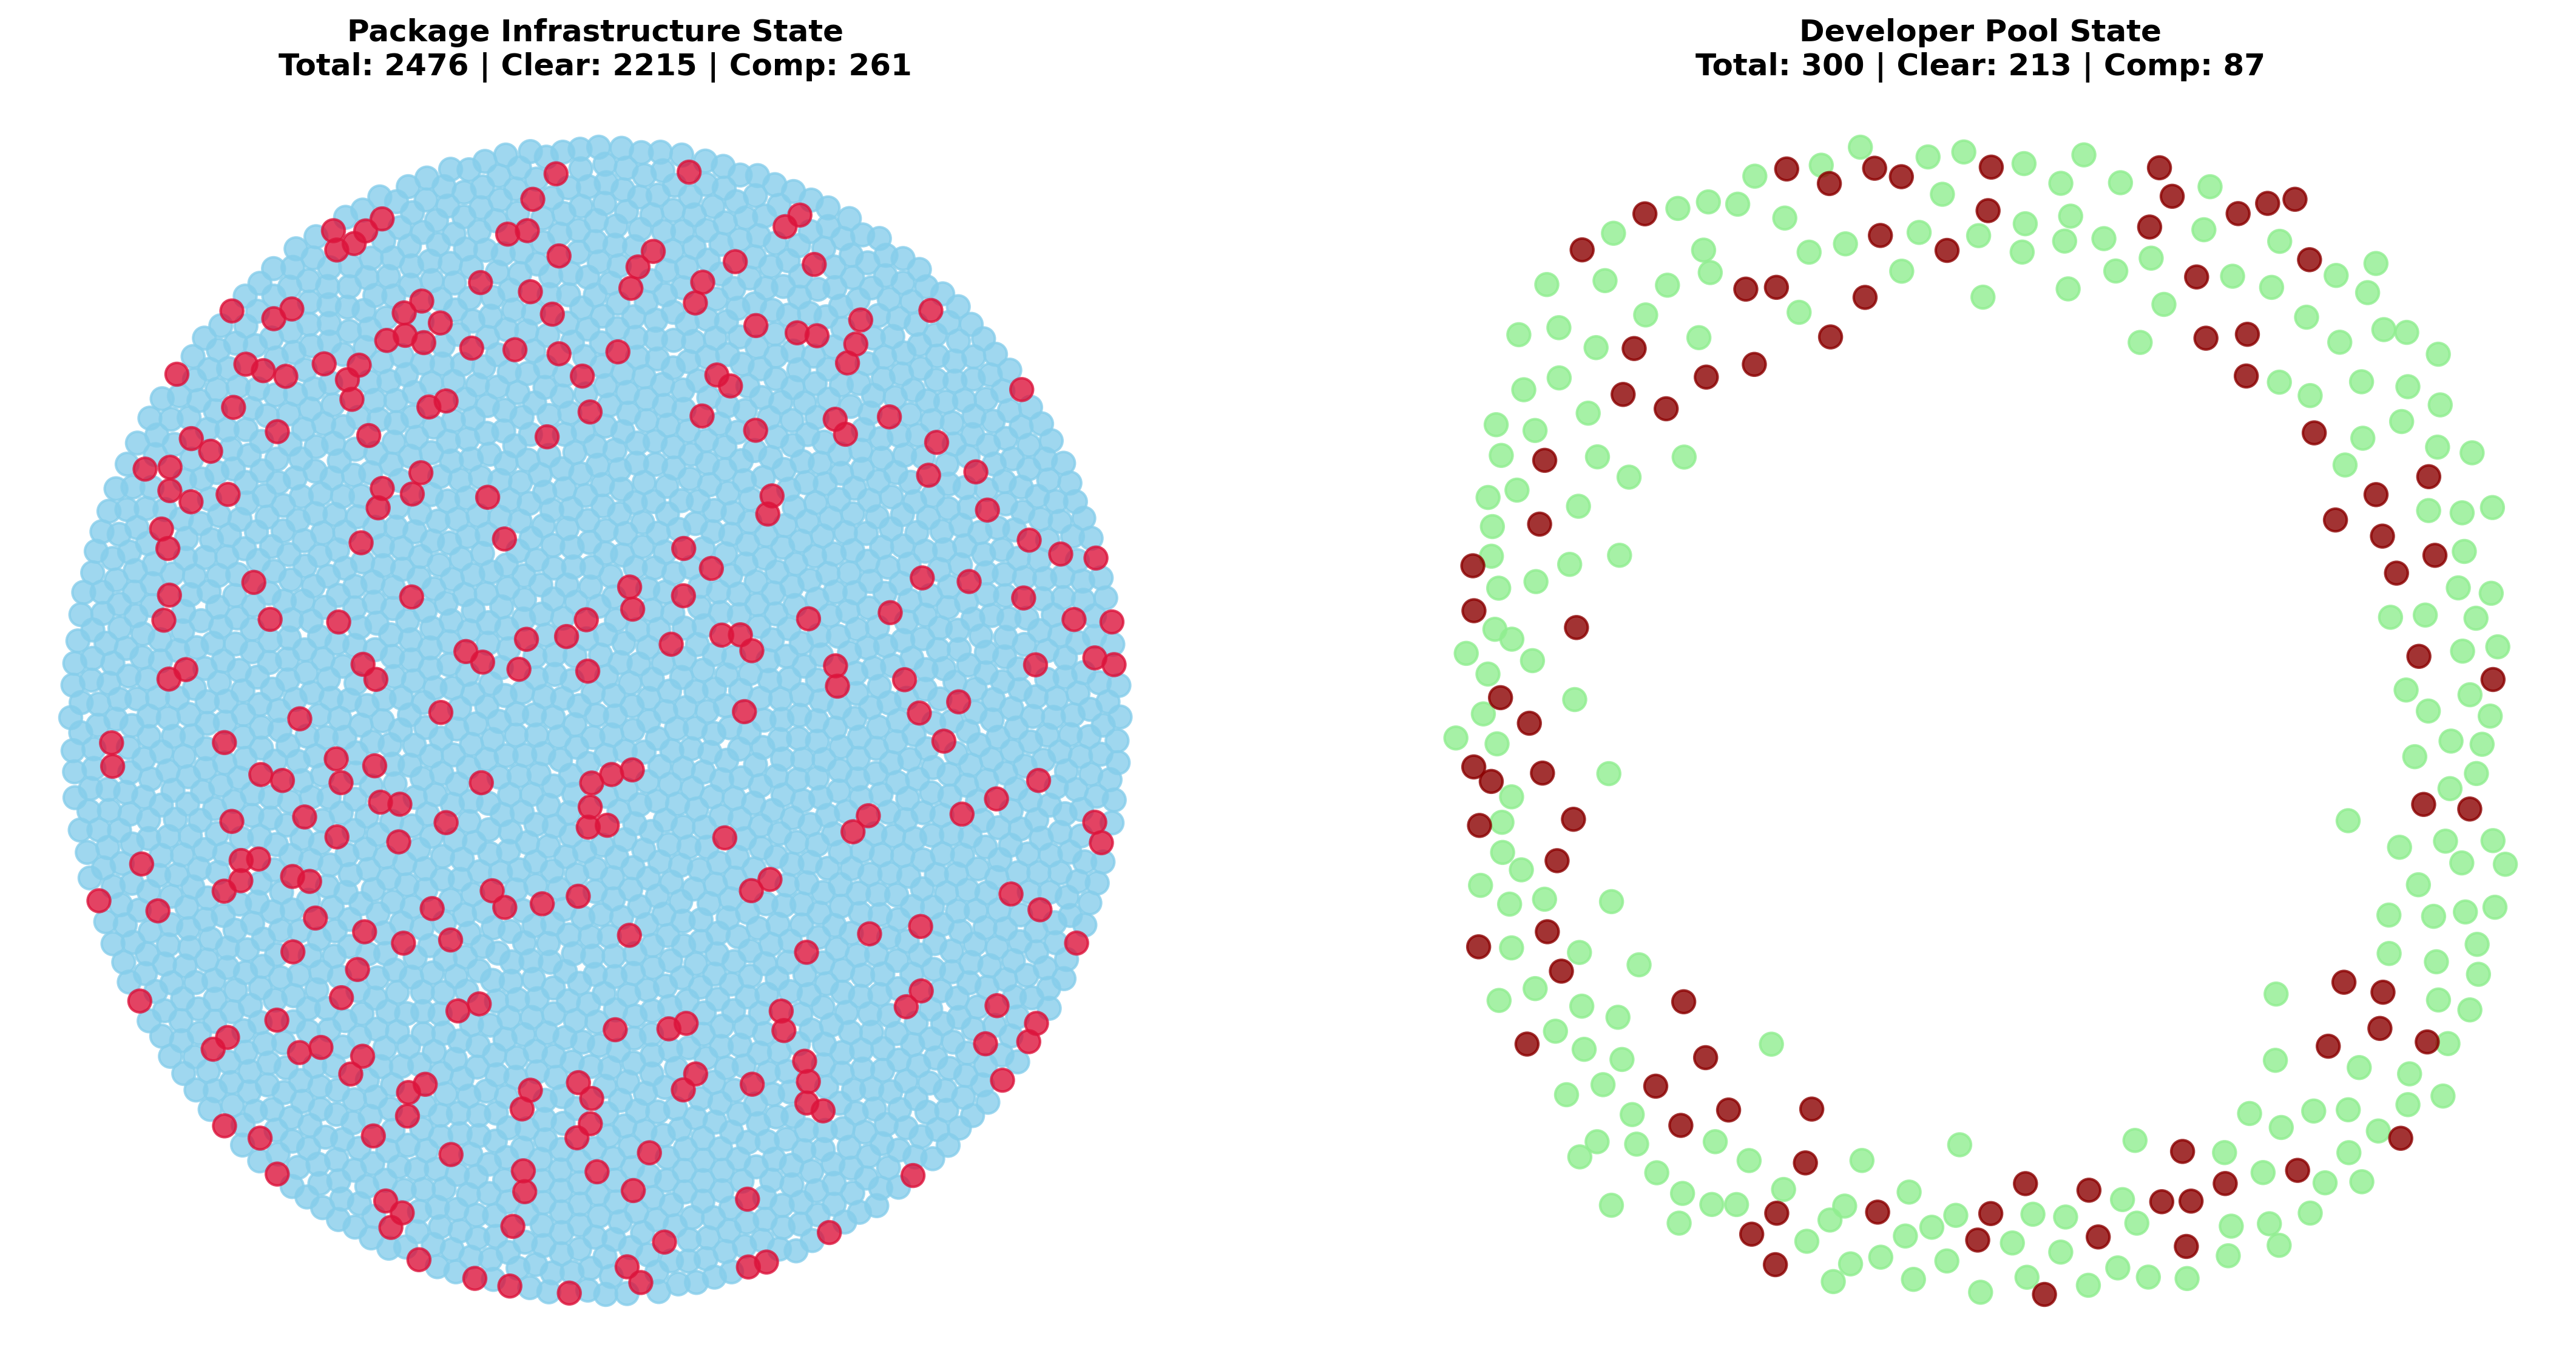 Package Infrastructure State
Total: 2476 | Clear: 2215 | Comp: 261
Developer Pool State
Total: 300 | Clear: 213 | Comp: 87